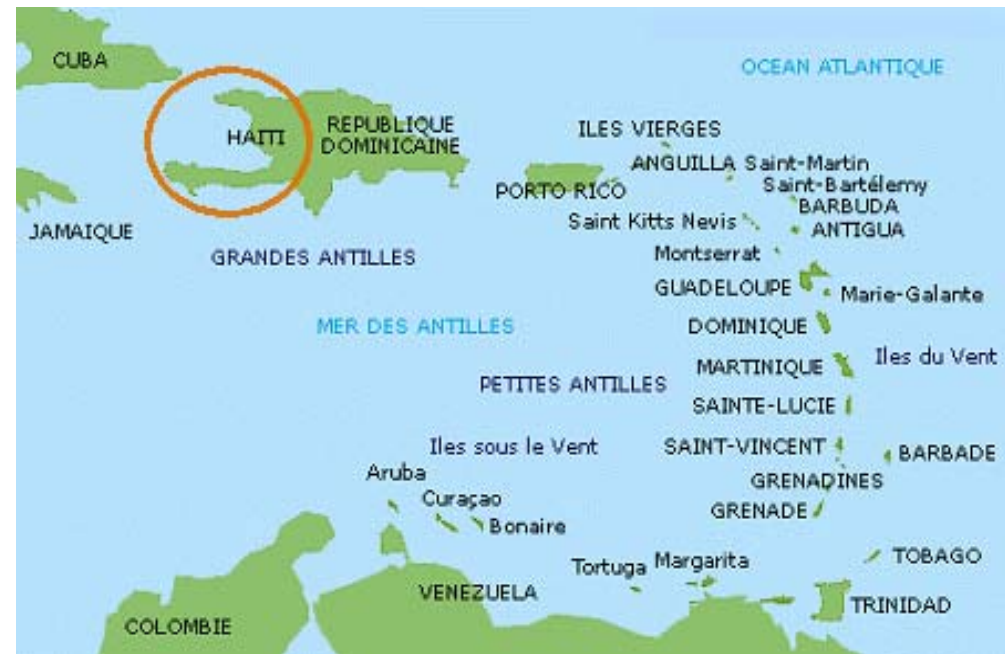 CUBA
OCEAN ATLANTIQUE
HAITI
REPUBLIQUE
DOMINICAINE
ILES VIERGES
ANGUILLA Saint-Martin
PORTO RICO
Saint-Bartélemy
BARBUDA
Saint Kitts Nevis
ANTIGUA
JAMAIQUE
GRANDES ANTILLES
Montserrat
GUADELOUPE
Marie-Galante
MER DES ANTILLES
DOMINIQUE
MARTINIQUE
Iles du Vent
PETITES ANTILLES
SAINTE-LUCIE
Iles sous le Vent
SAINT-VINCENT
BARBADE
Aruba
GRENADINES
Curaçao
GRENADE
Bonaire
TOBAGO
Tortuga
Margarita
VENEZUELA
TRINIDAD
COLOMBIE